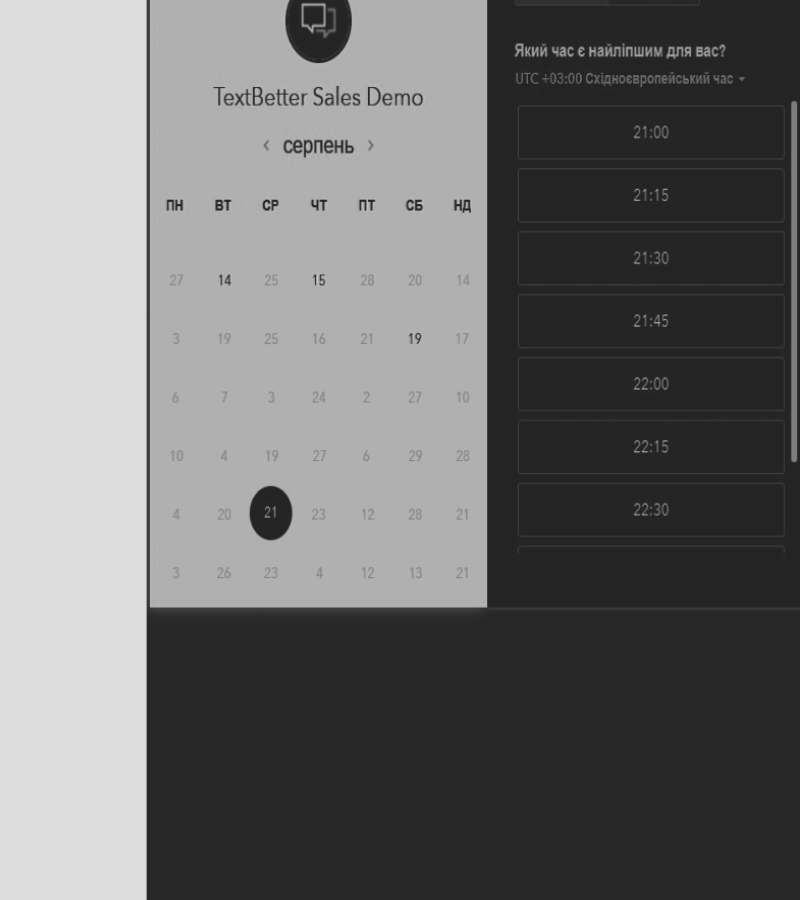 TextBetter Sales Demo
‹ серпень ›
ПН ВТ СР ЧТ ПТ СБ НД
27 14 25 15 28 20 14
3 19 25 16 21 19 17
6 7 3 24 2 27 10
10 4 19 27 6 29 28
4 20 21 23 12 28 21
3 26 23 4 12 13 21
Який час є найліпшим для вас?
UTC +03:00 Східноєвропейський час
21:00
21:15
21:30
21:45
22:00
22:15
22:30